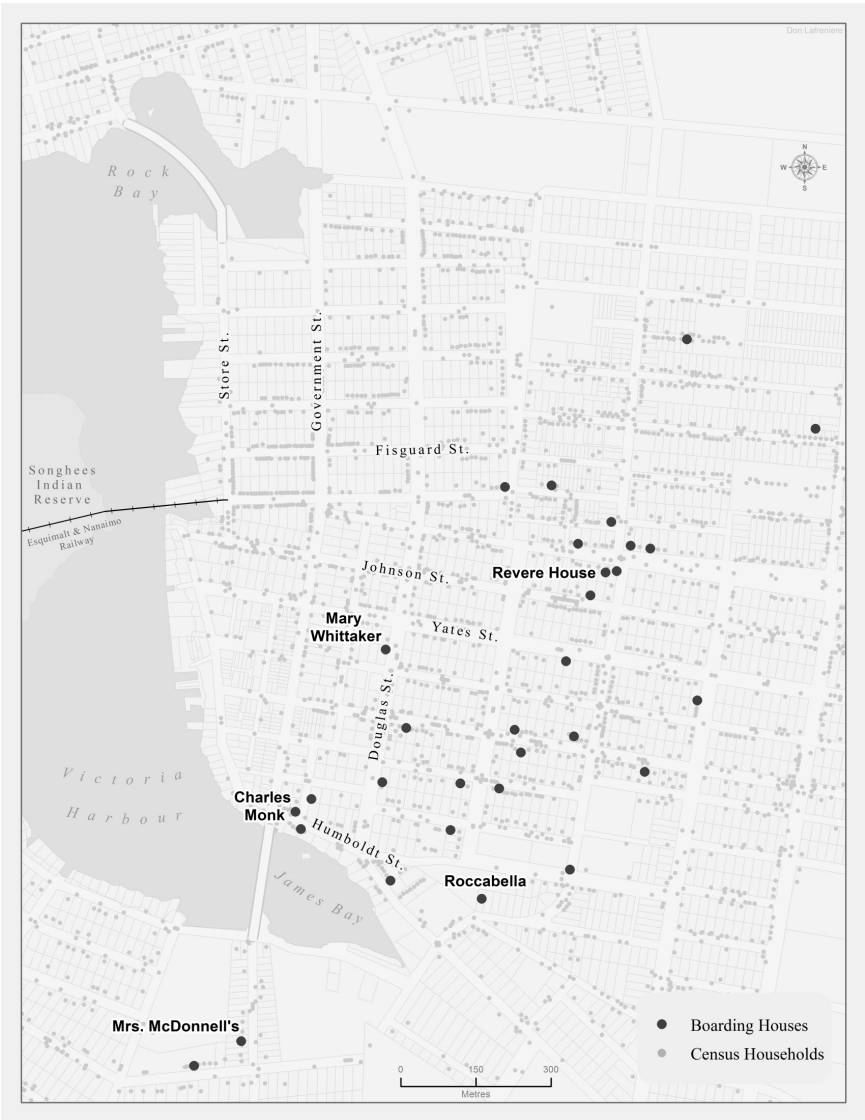 Don Lafreniere
N
W
E
S
Rock
Bay
Store St.
Government St.
Fisguard St.
Songhees
Indian
Reserve
Esquimalt & Nanaimo
Railway
Johnson St.
Revere House
Mary
Whittaker
Yates St.
Douglas St.
Victoria
Harbour
Charles
Monk
Humboldt St.
James Bay
Roccabella
Mrs. McDonnell's
Boarding Houses
Census Households
0 150 300
Metres